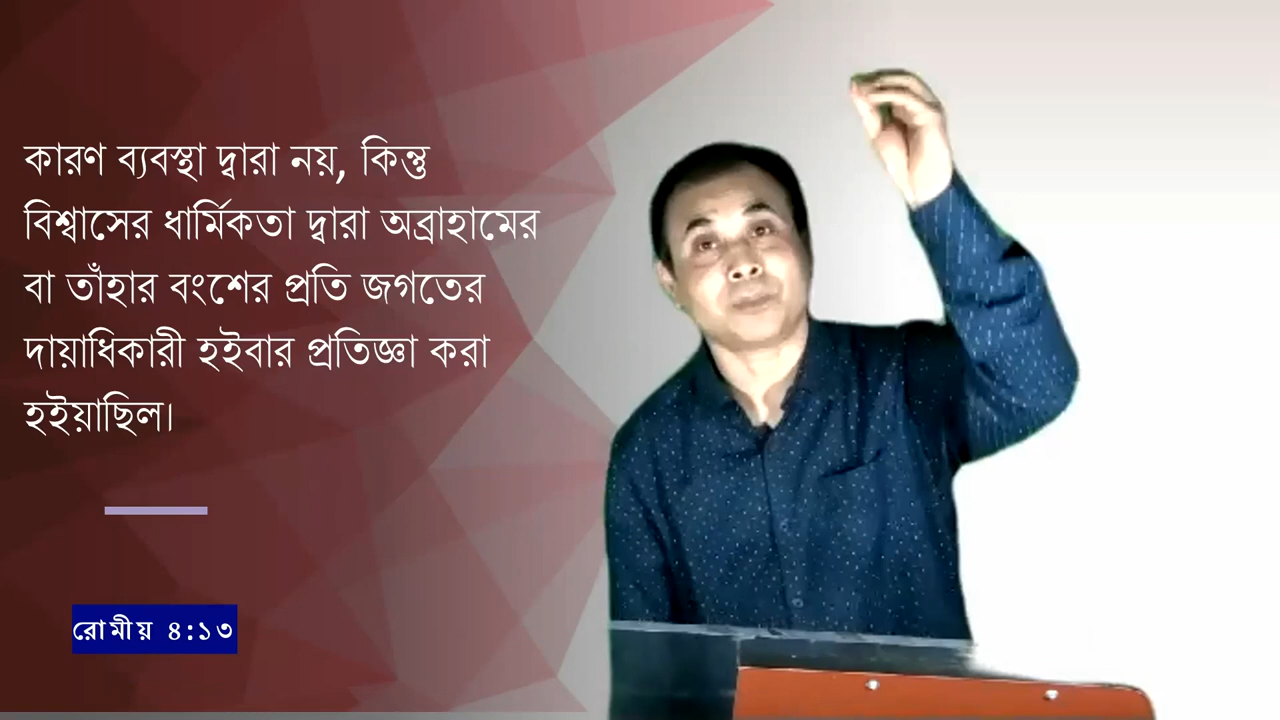 কারণ ব্যবস্থা দ্বারা নয়, কিন্তু
বিশ্বাসের ধার্মিকতা দ্বারা অব্রাহামের
বা তাঁহার বংশের প্রতি জগতের
দায়াধিকারী হইবার প্রতিজ্ঞা করা
হইয়াছিল।
রোমীয় ৪:১৩